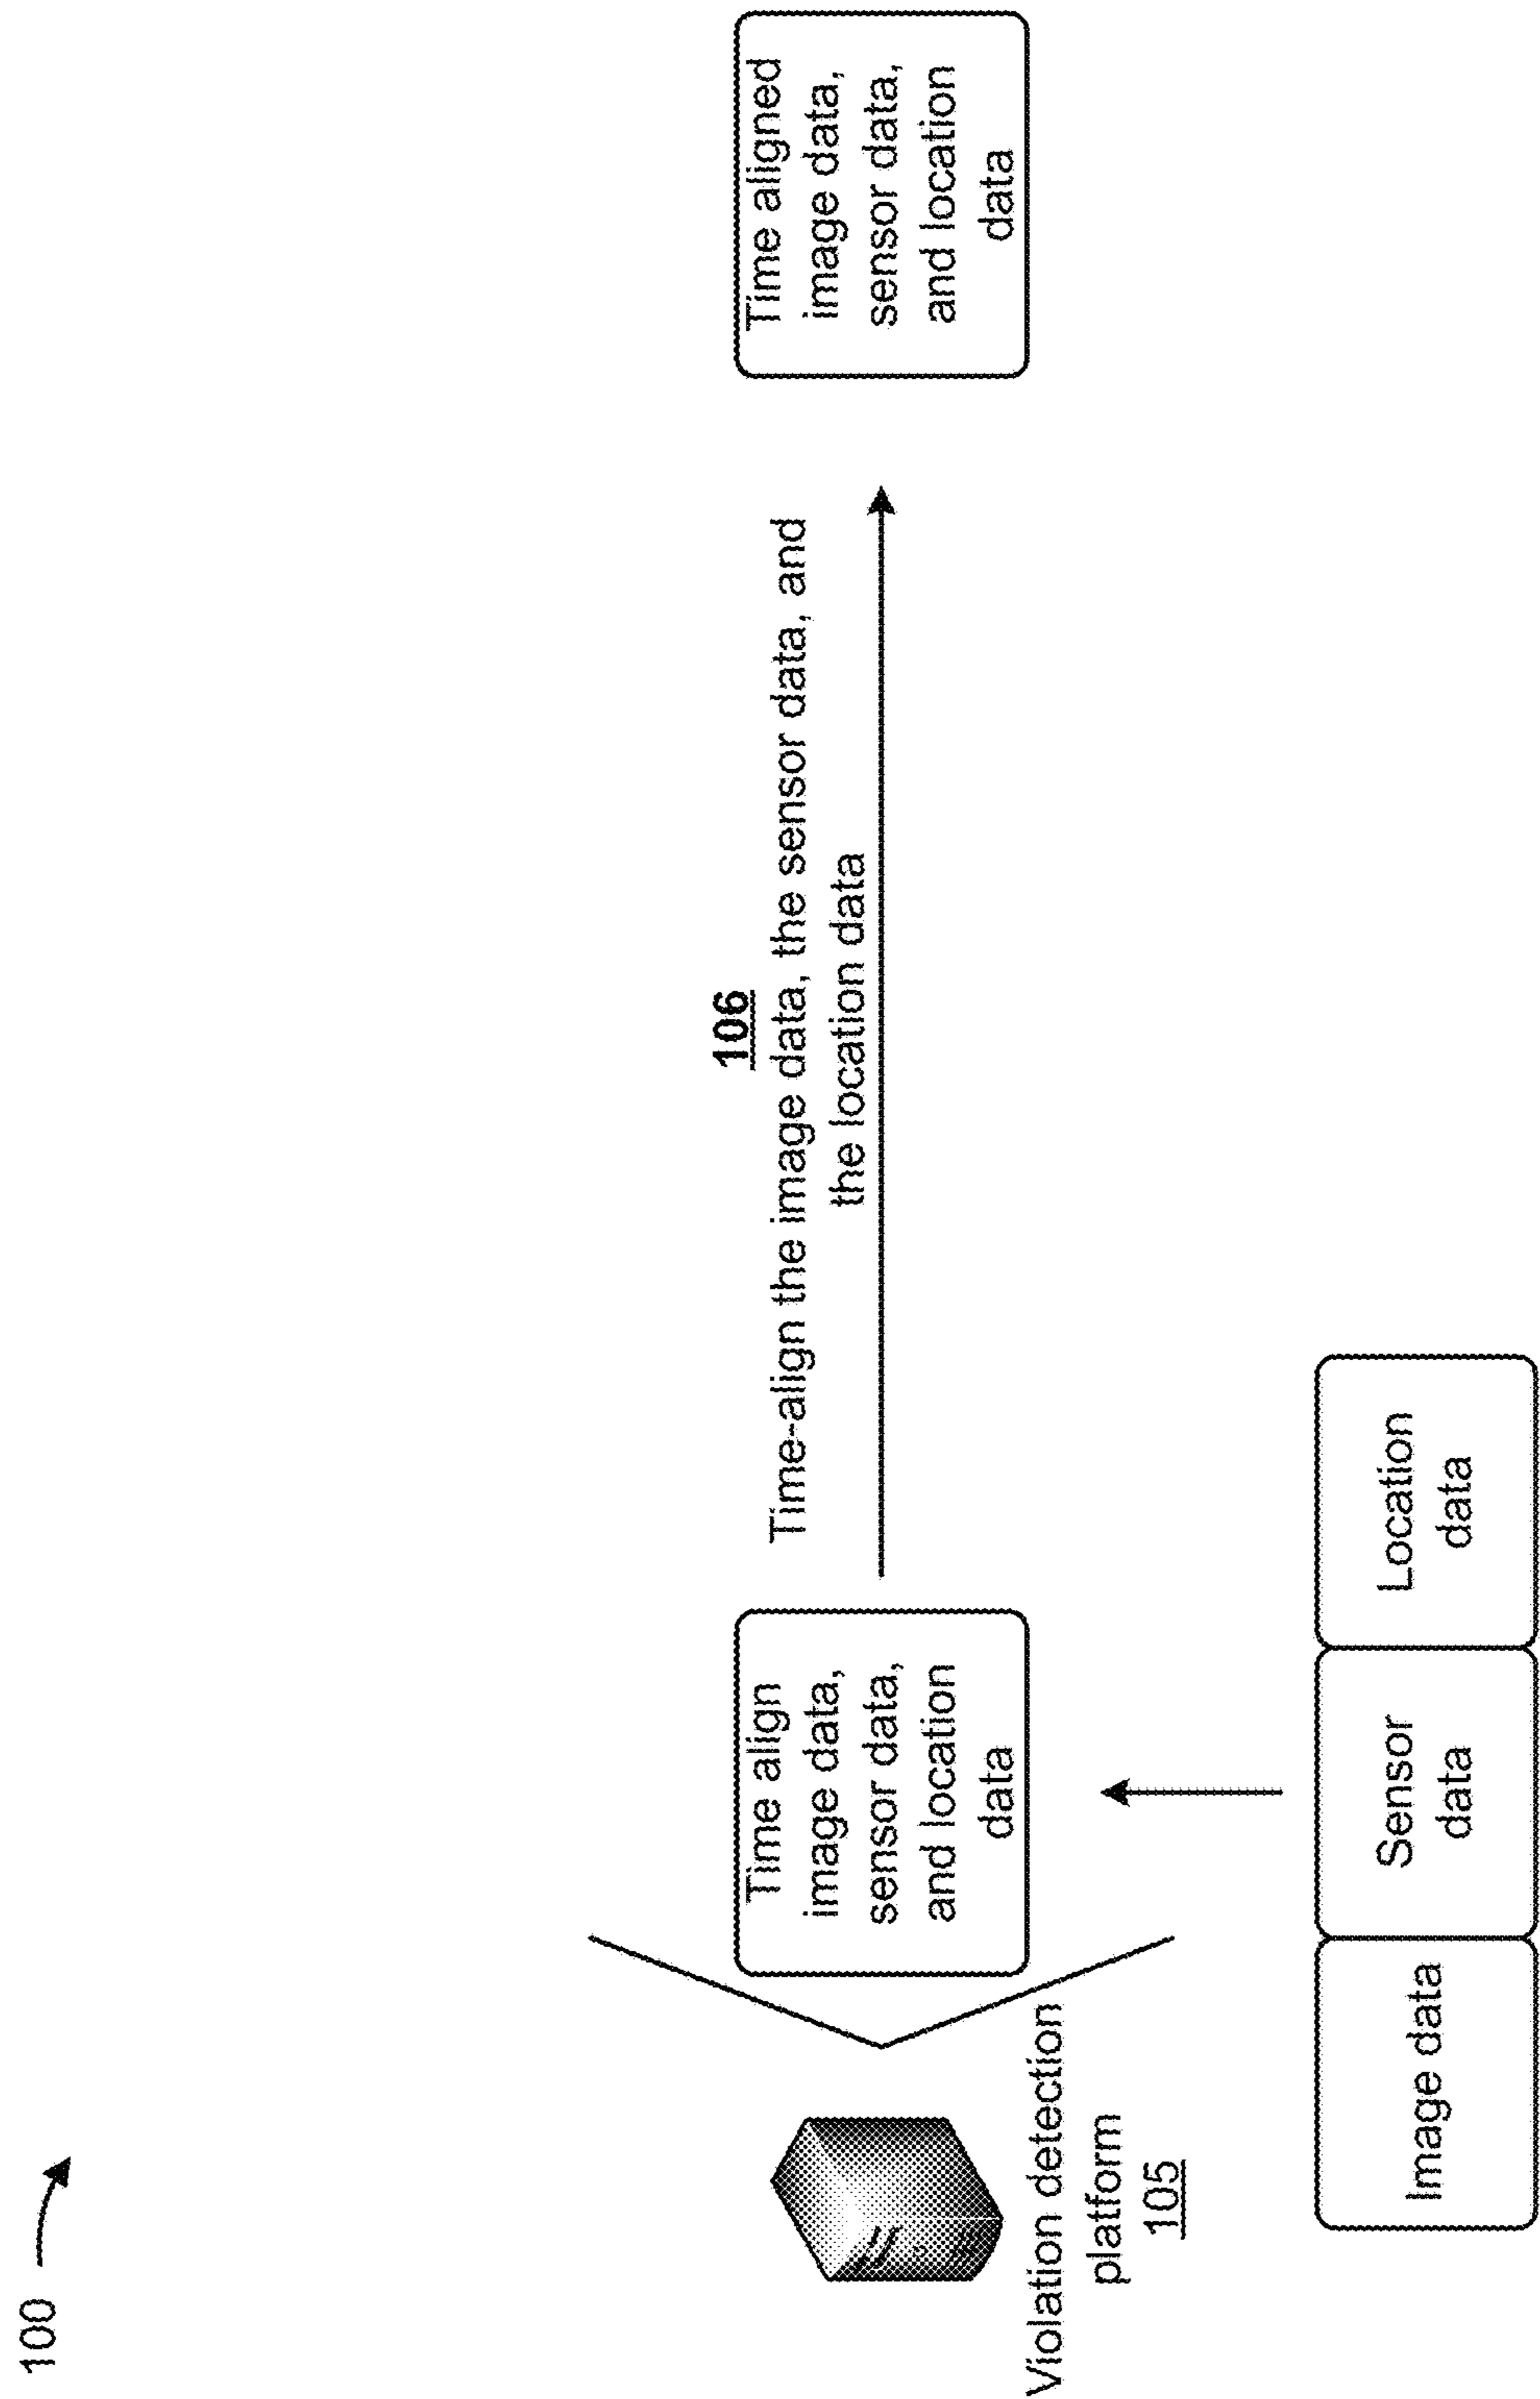 100
106
Time-align the image data, the sensor data, and
the location data
Time align
image data,
sensor data,
and location
data
Time aligned
image data,
sensor data,
and location
data
Violation detection
platform
105
Image data
Sensor
data
Location
data